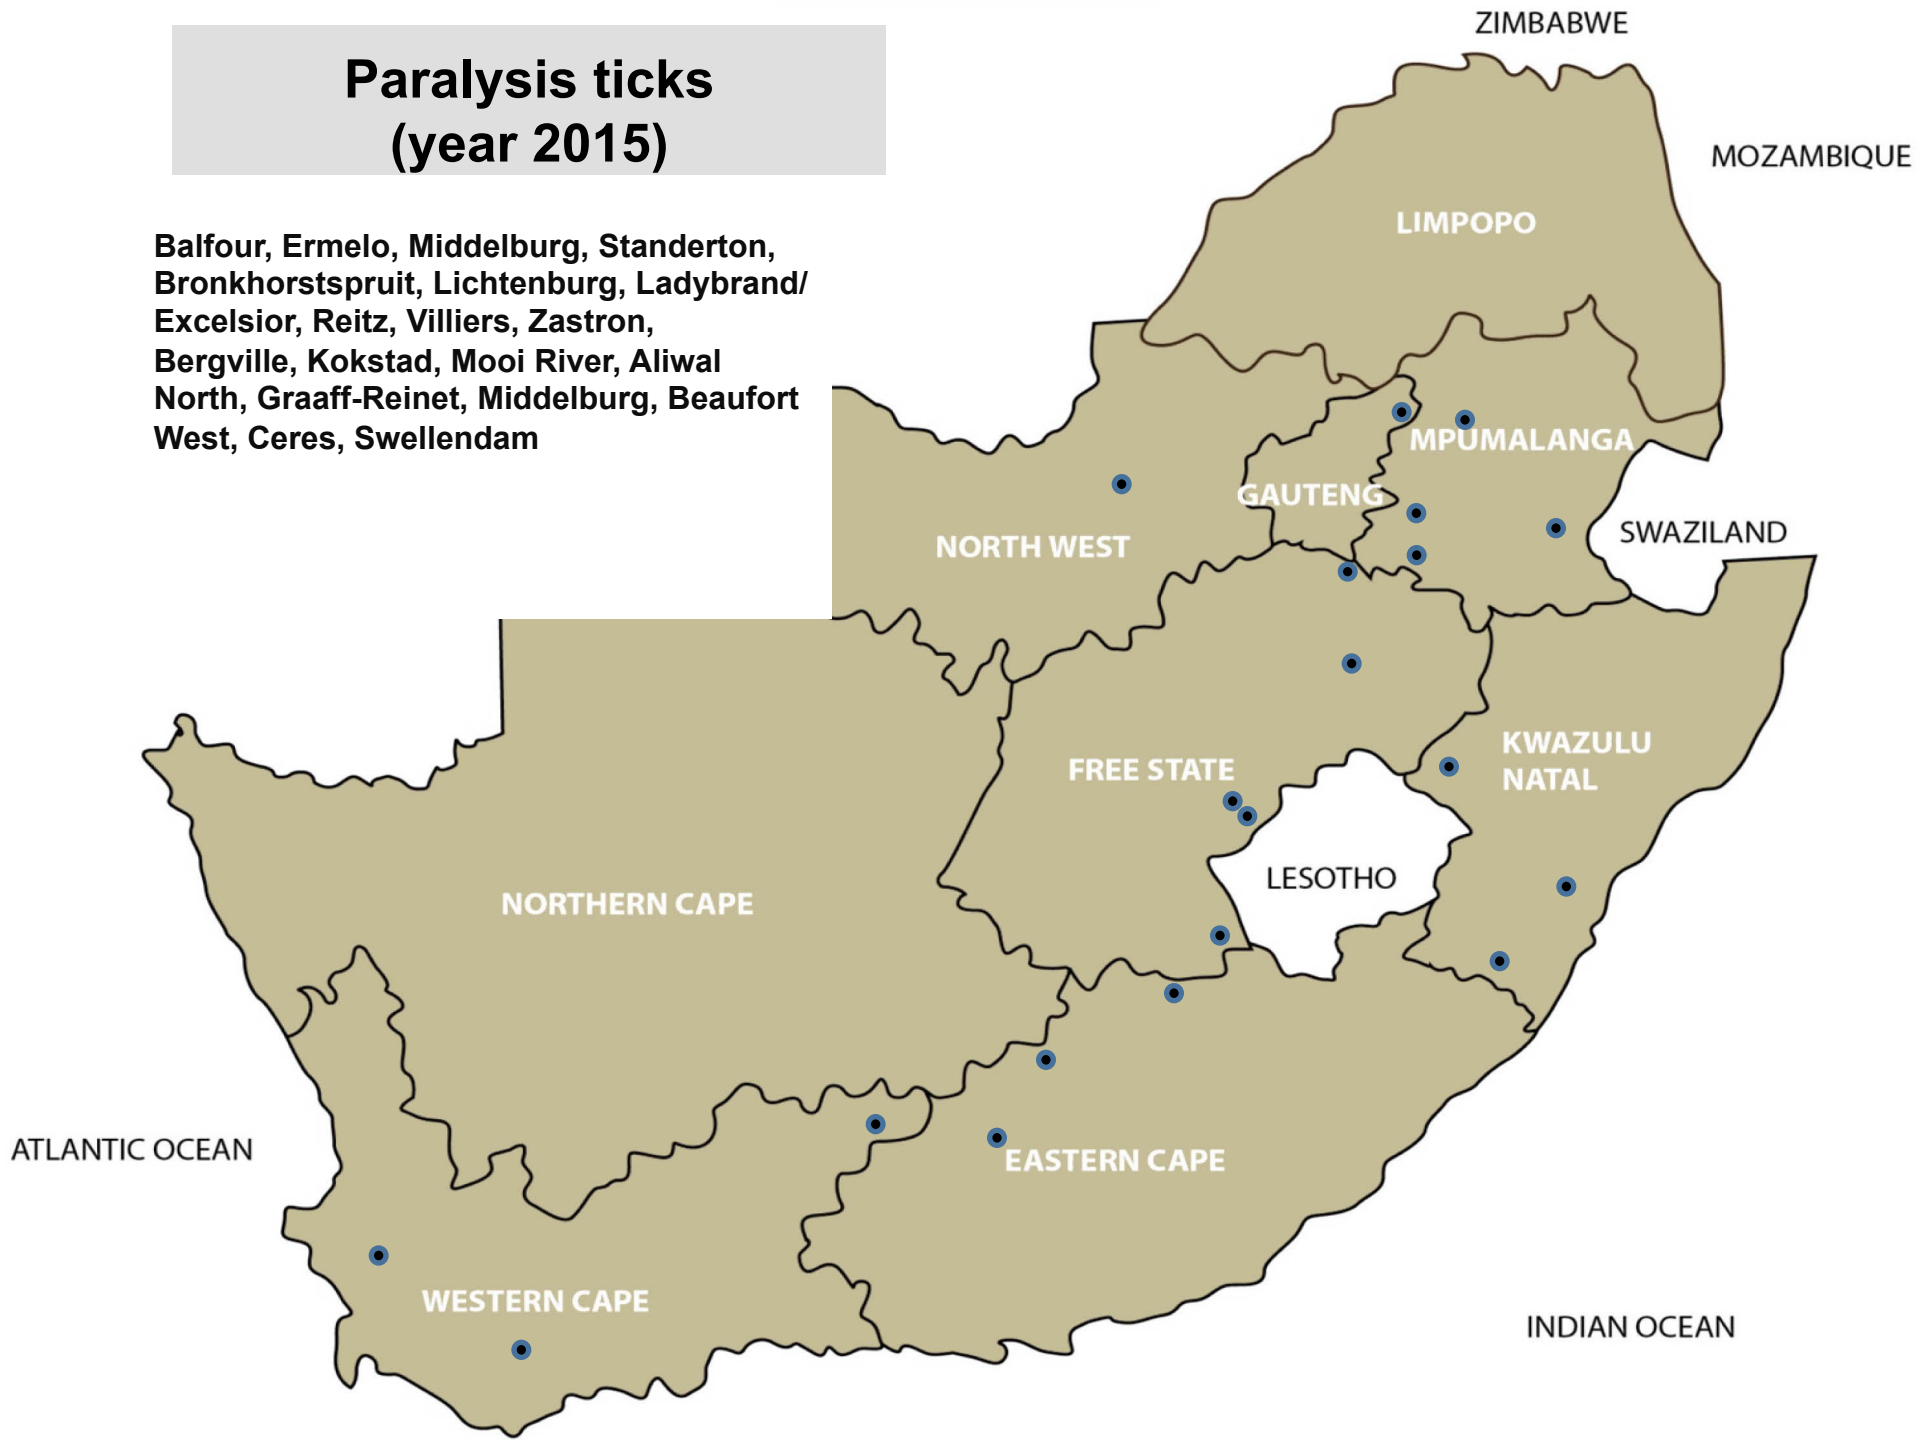 Paralysis ticks
(year 2015)
Balfour, Ermelo, Middelburg, Standerton,
Bronkhorstspruit, Lichtenburg, Ladybrand/
Excelsior, Reitz, Villiers, Zastron,
Bergville, Kokstad, Mooi River, Aliwal
North, Graaff-Reinet, Middelburg, Beaufort
West, Ceres, Swellendam
ZIMBABWE
MOZAMBIQUE
LIMPOPO
MPUMALANGA
GAUTENG
SWAZILAND
NORTH WEST
KWAZULU
NATAL
FREE STATE
LESOTHO
NORTHERN CAPE
ATLANTIC OCEAN
EASTERN CAPE
WESTERN CAPE
INDIAN OCEAN